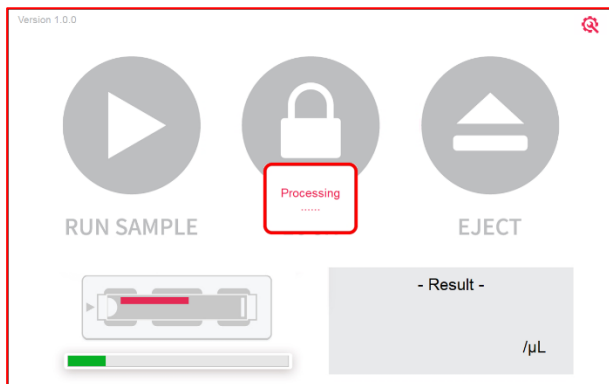 Version 1.0.0
Processing
......
RUN SAMPLE
EJECT
- Result -
/µL